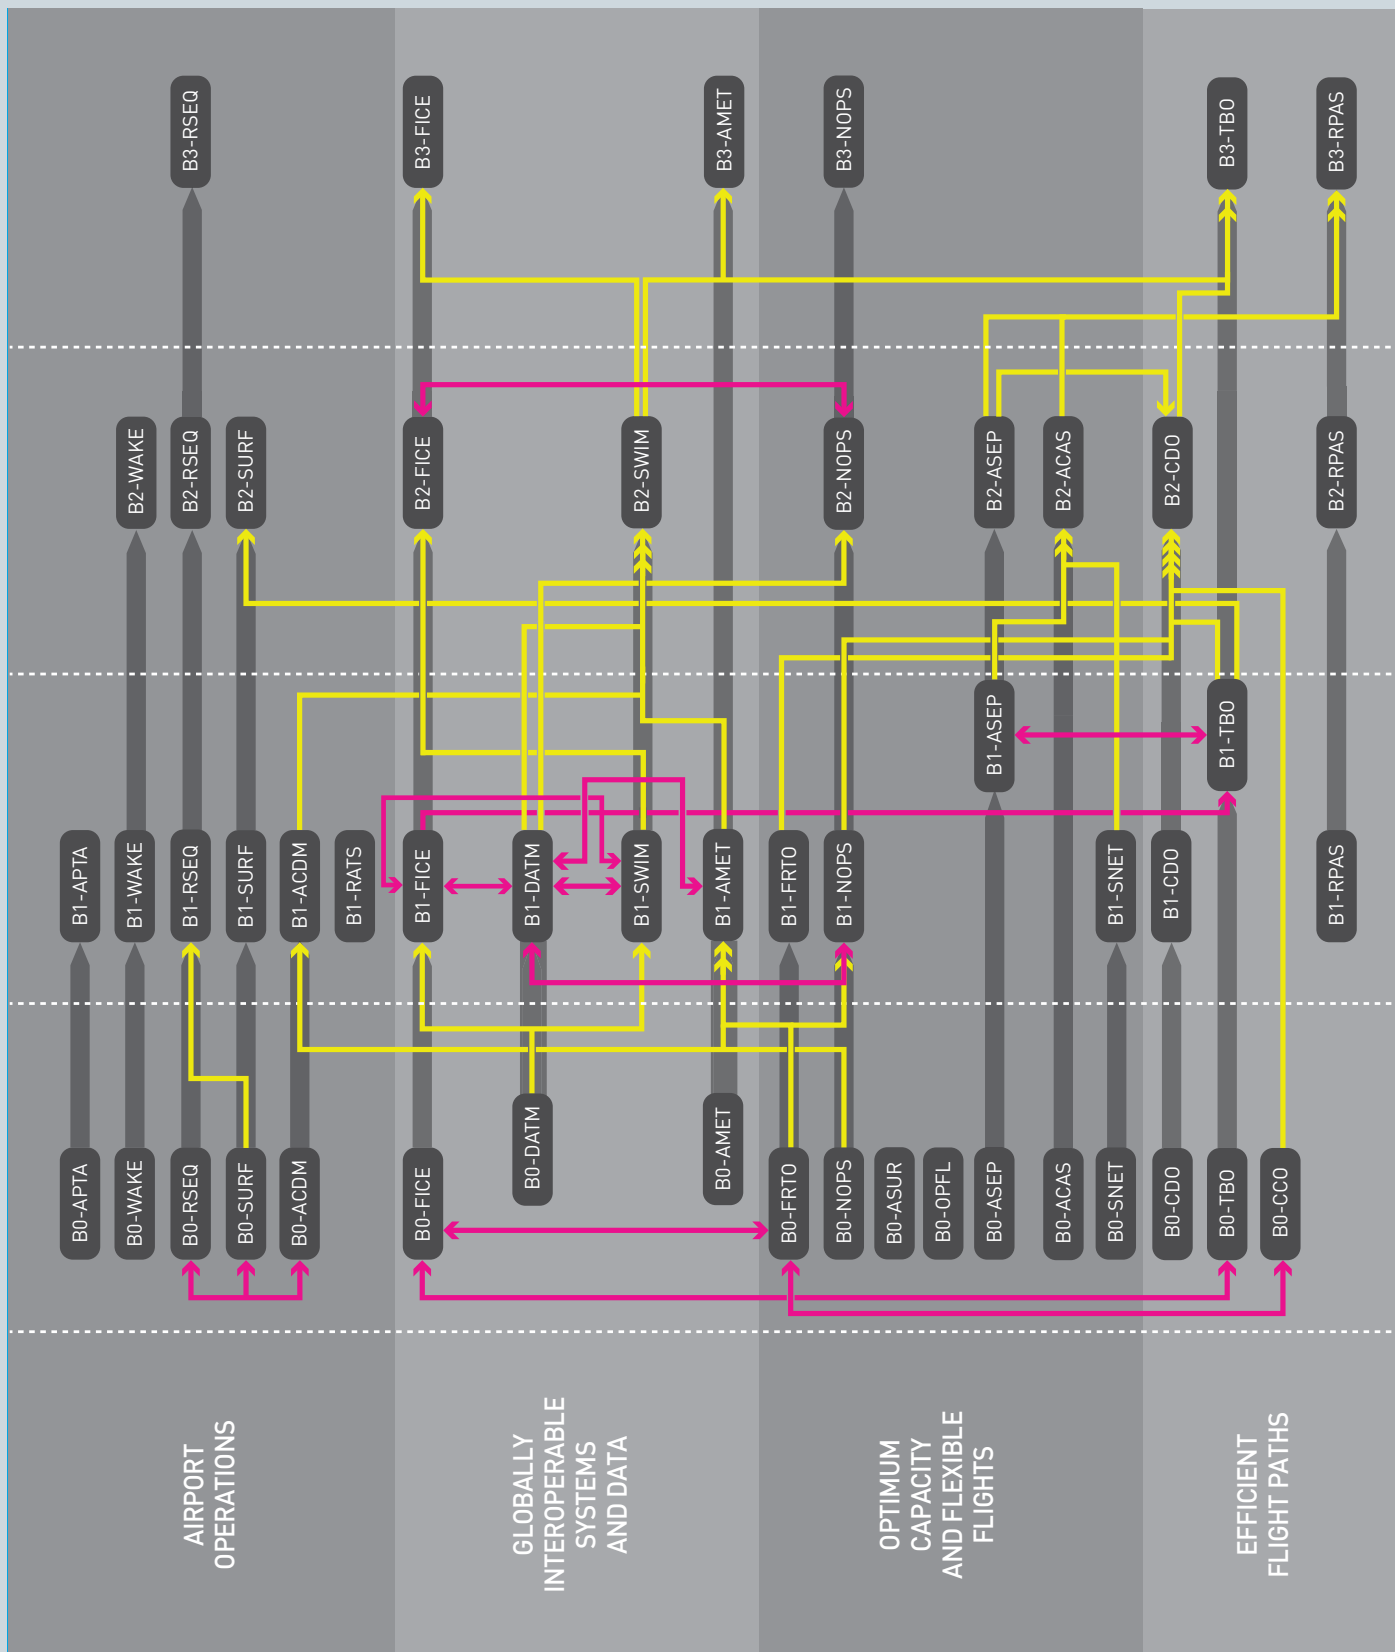 AIRPORT
OPERATIONS
B0-APTA
B1-APTA
B0-WAKE
B1-WAKE
B2-WAKE
B0-RSEQ
B1-RSEQ
B2-RSEQ
B3-RSEQ
B0-SURF
B1-SURF
B2-SURF
B0-ACDM
B1-ACDM
B1-RATS
GLOBALLY
INTEROPERABLE
SYSTEMS
AND DATA
B0-FICE
B1-FICE
B2-FICE
B3-FICE
B0-DATM
B1-DATM
B1-SWIM
B2-SWIM
B0-AMET
B1-AMET
B3-AMET
OPTIMUM
CAPACITY
AND FLEXIBLE
FLIGHTS
B0-FRTO
B1-FRTO
B0-NOPS
B1-NOPS
B2-NOPS
B3-NOPS
B0-ASUR
B0-OPFL
B0-ASEP
B1-ASEP
B2-ASEP
B0-ACAS
B2-ACAS
B0-SNET
B1-SNET
EFFICIENT
FLIGHT PATHS
B0-CDO
B1-CDO
B2-CDO
B0-TBO
B1-TBO
B3-TBO
B0-CCO
B1-RPAS
B2-RPAS
B3-RPAS